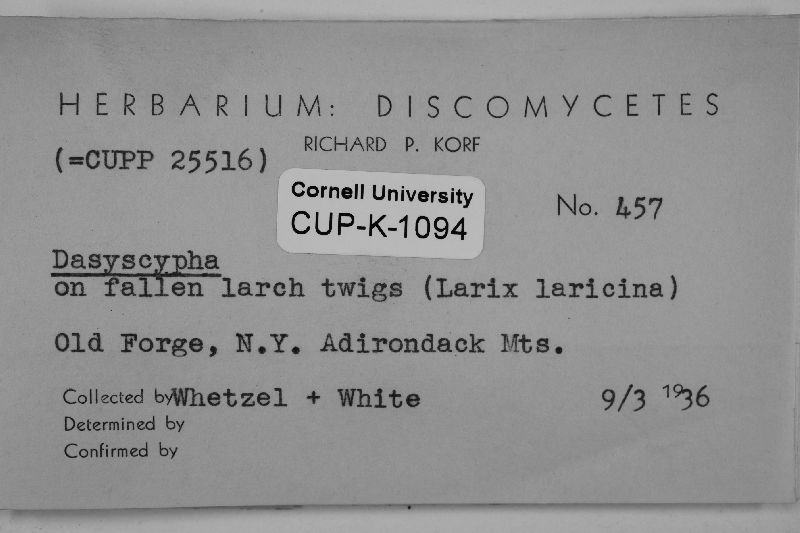 HERBARIUM: DISCOMYCETES
RICHARD P. KORF
(=CUPP 25516)
Cornell University
CUP-K-1094
No. 457
Dasyscypha
on fallen larch twigs (Larix laricina)
Old Forge, N.Y. Adirondack Mts.
Collected by Whetzel + White 9/3 1936
Determined by
Confirmed by